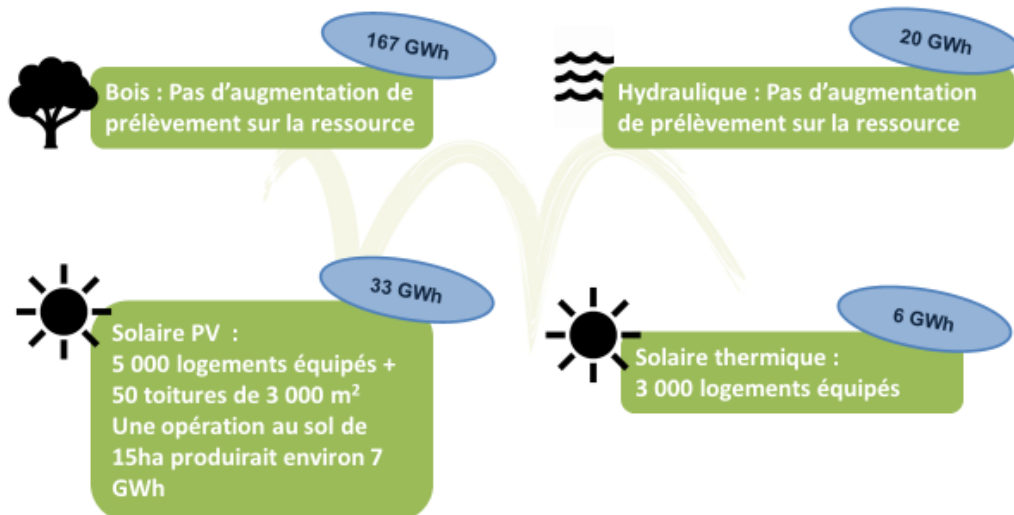 167 GWh
Bois : Pas d'augmentation de
prélèvement sur la ressource
20 GWh
Hydraulique : Pas d'augmentation
de prélèvement sur la ressource
33 GWh
Solaire PV :
5 000 logements équipés +
50 toitures de 3 000 m²
Une opération au sol de
15ha produirait environ 7
GWh
6 GWh
Solaire thermique :
3 000 logements équipés